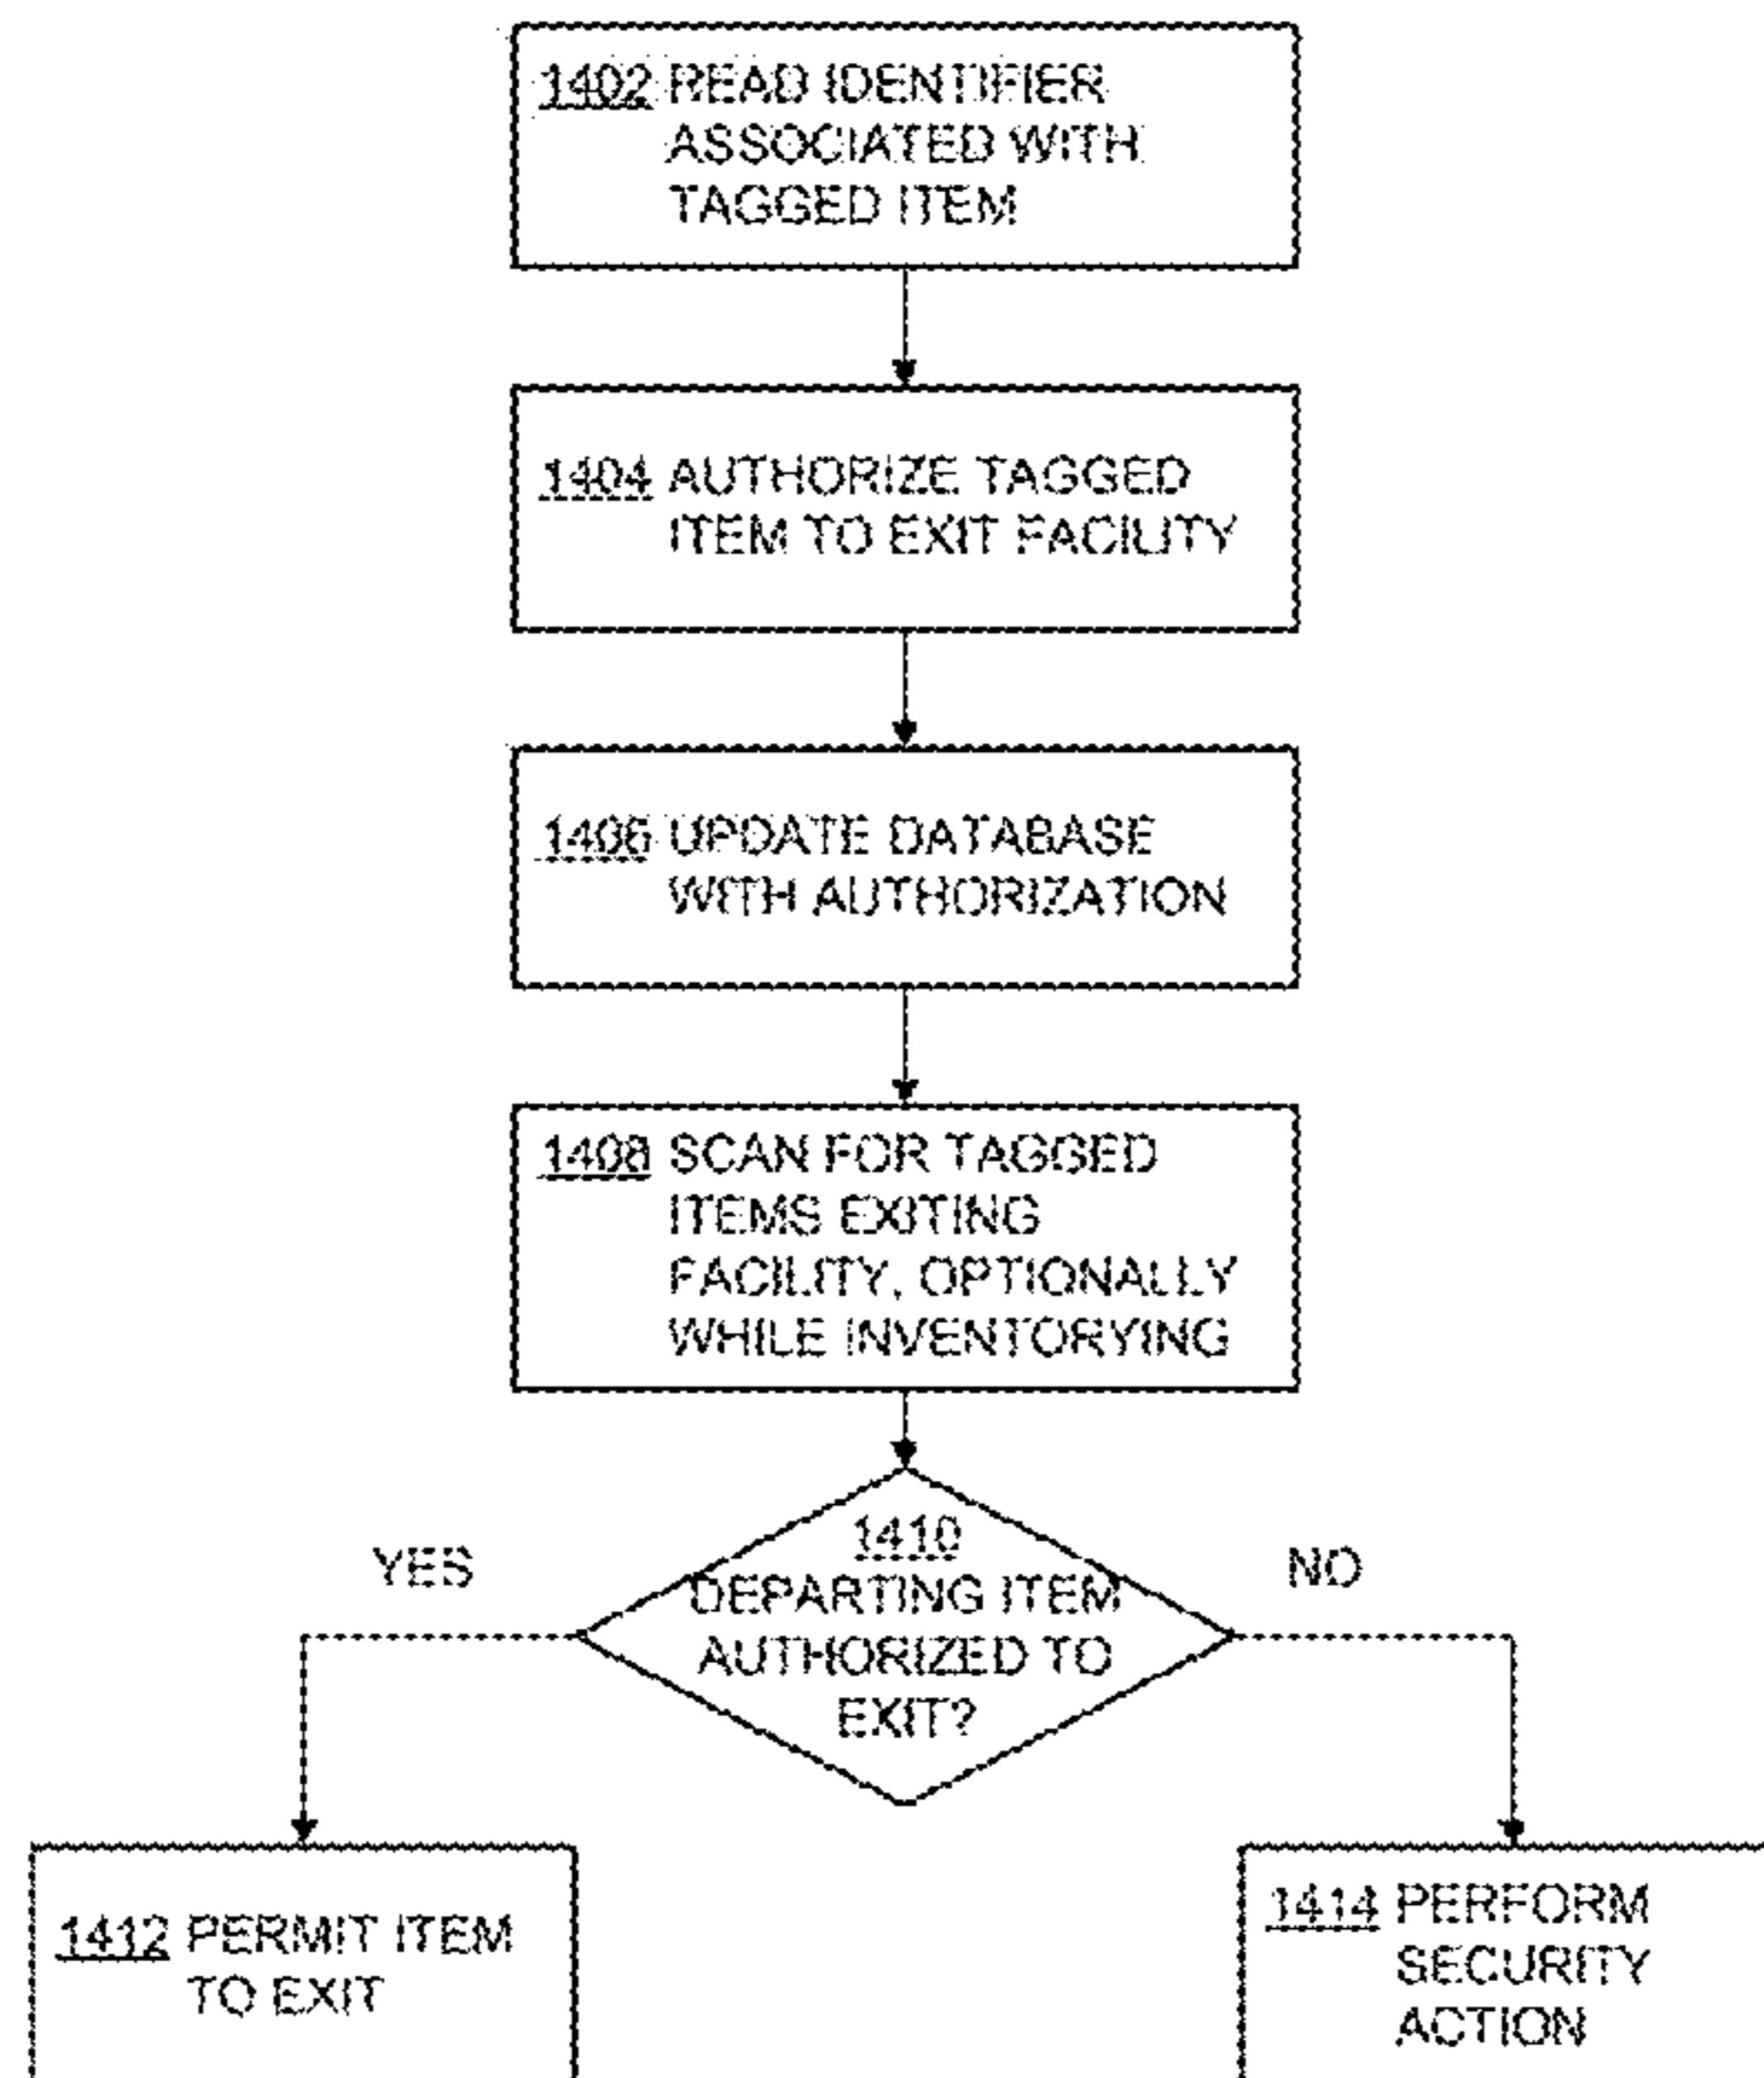 1402 READ IDENTIFIER
ASSOCIATED WITH
TAGGED ITEM
1404 AUTHORIZE TAGGED
ITEM TO EXIT FACILITY
1406 UPDATE DATABASE
WITH AUTHORIZATION
1408 SCAN FOR TAGGED
ITEMS EXITING
FACILITY, OPTIONALLY
WHILE INVENTORYING
1410
DEPARTING ITEM
AUTHORIZED TO
EXIT?
YES
NO
1412 PERMIT ITEM
TO EXIT
1414 PERFORM
SECURITY
ACTION